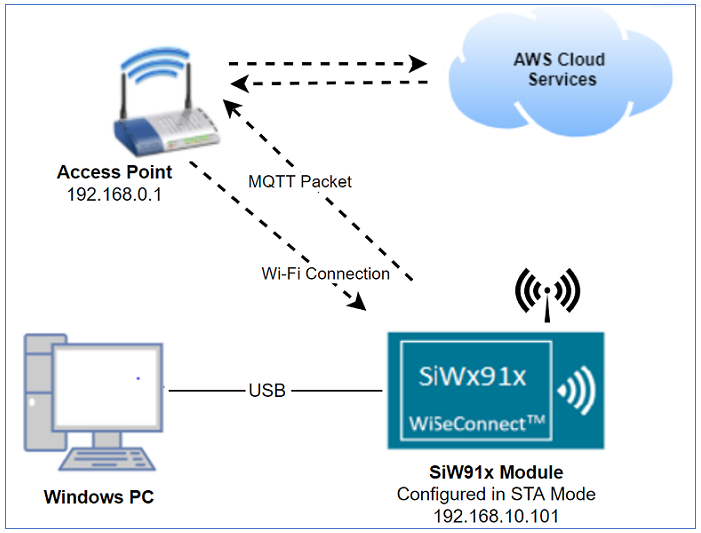 AWS Cloud
Services
Access Point
192.168.0.1
MQTT Packet
Wi-Fi Connection
USB
SiWx91x
WiSeConnect™
Windows PC
SiW91x Module
Configured in STA Mode
192.168.10.101